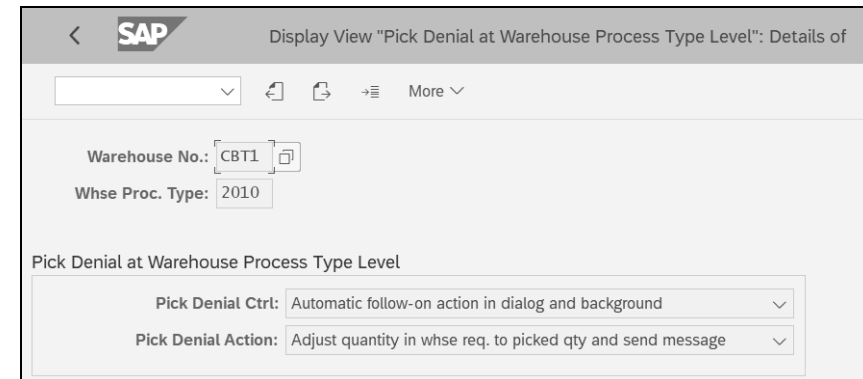 SAP Display View "Pick Denial at Warehouse Process Type Level": Details of
More
Warehouse No.: CBT1
Whse Proc. Type: 2010
Pick Denial at Warehouse Process Type Level
Pick Denial Ctrl: Automatic follow-on action in dialog and background
Pick Denial Action: Adjust quantity in whse req. to picked qty and send message